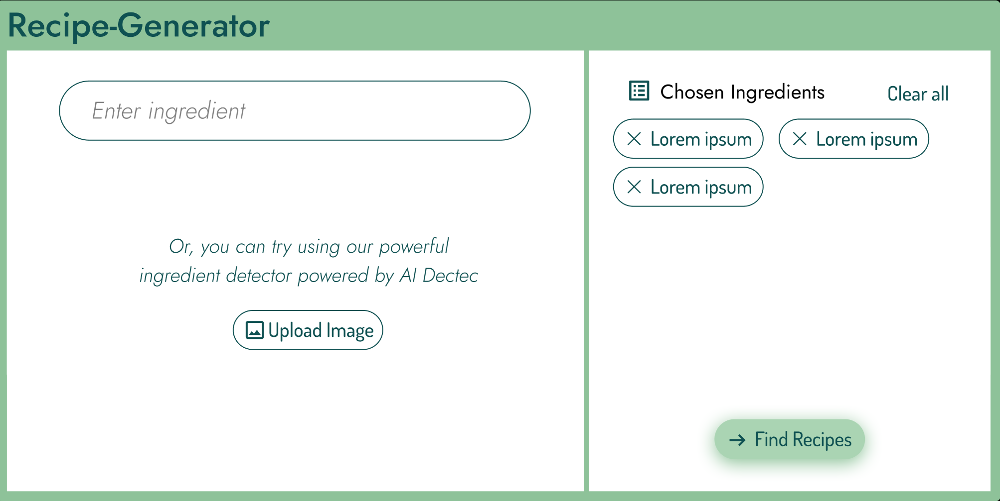 Recipe-Generator
Enter ingredient
Or, you can try using our powerful
ingredient detector powered by AI Dectec
Upload Image
Chosen Ingredients
Clear all
Lorem ipsum
Lorem ipsum
Lorem ipsum
Find Recipes